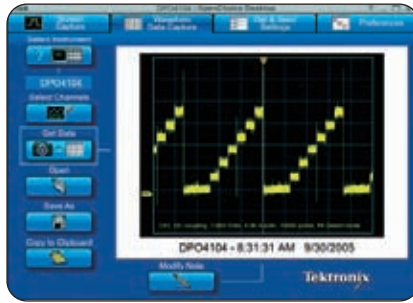 DPO4104 - OpenChoice Desktop
Screen Capture
Waveform Data Capture
Get & Send Settings
Preferences
Select Instrument
DPO4104
Select Channels
Get Data
Open
Save As
Copy to Clipboard
DPO4104 - 8:31:31 AM 9/30/2005
Modify Note
Tektronix